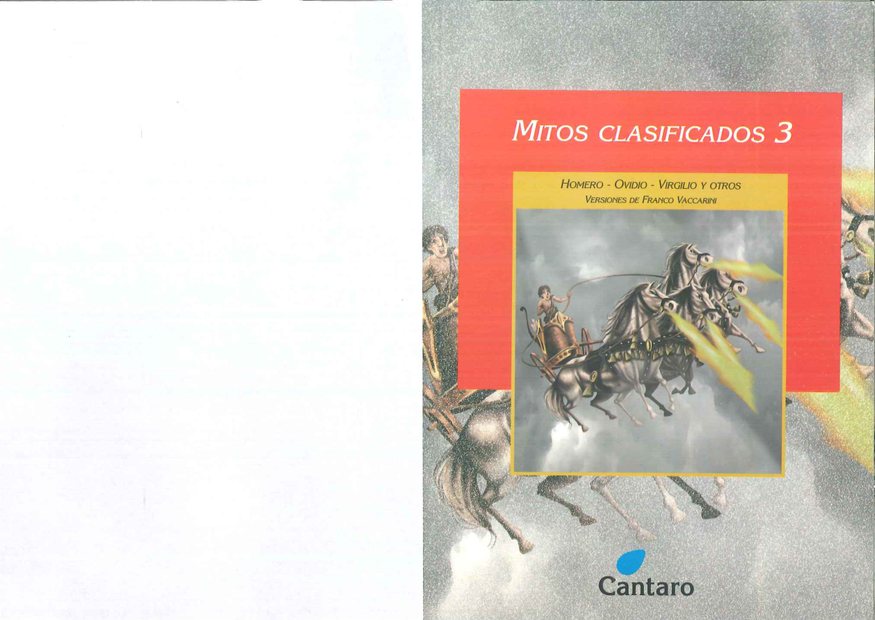 MITOS CLASIFICADOS 3
HOMERO - OVIDIO - VIRGILIO Y OTROS
VERSIONES DE FRANCO VACCARINI
Cantaro